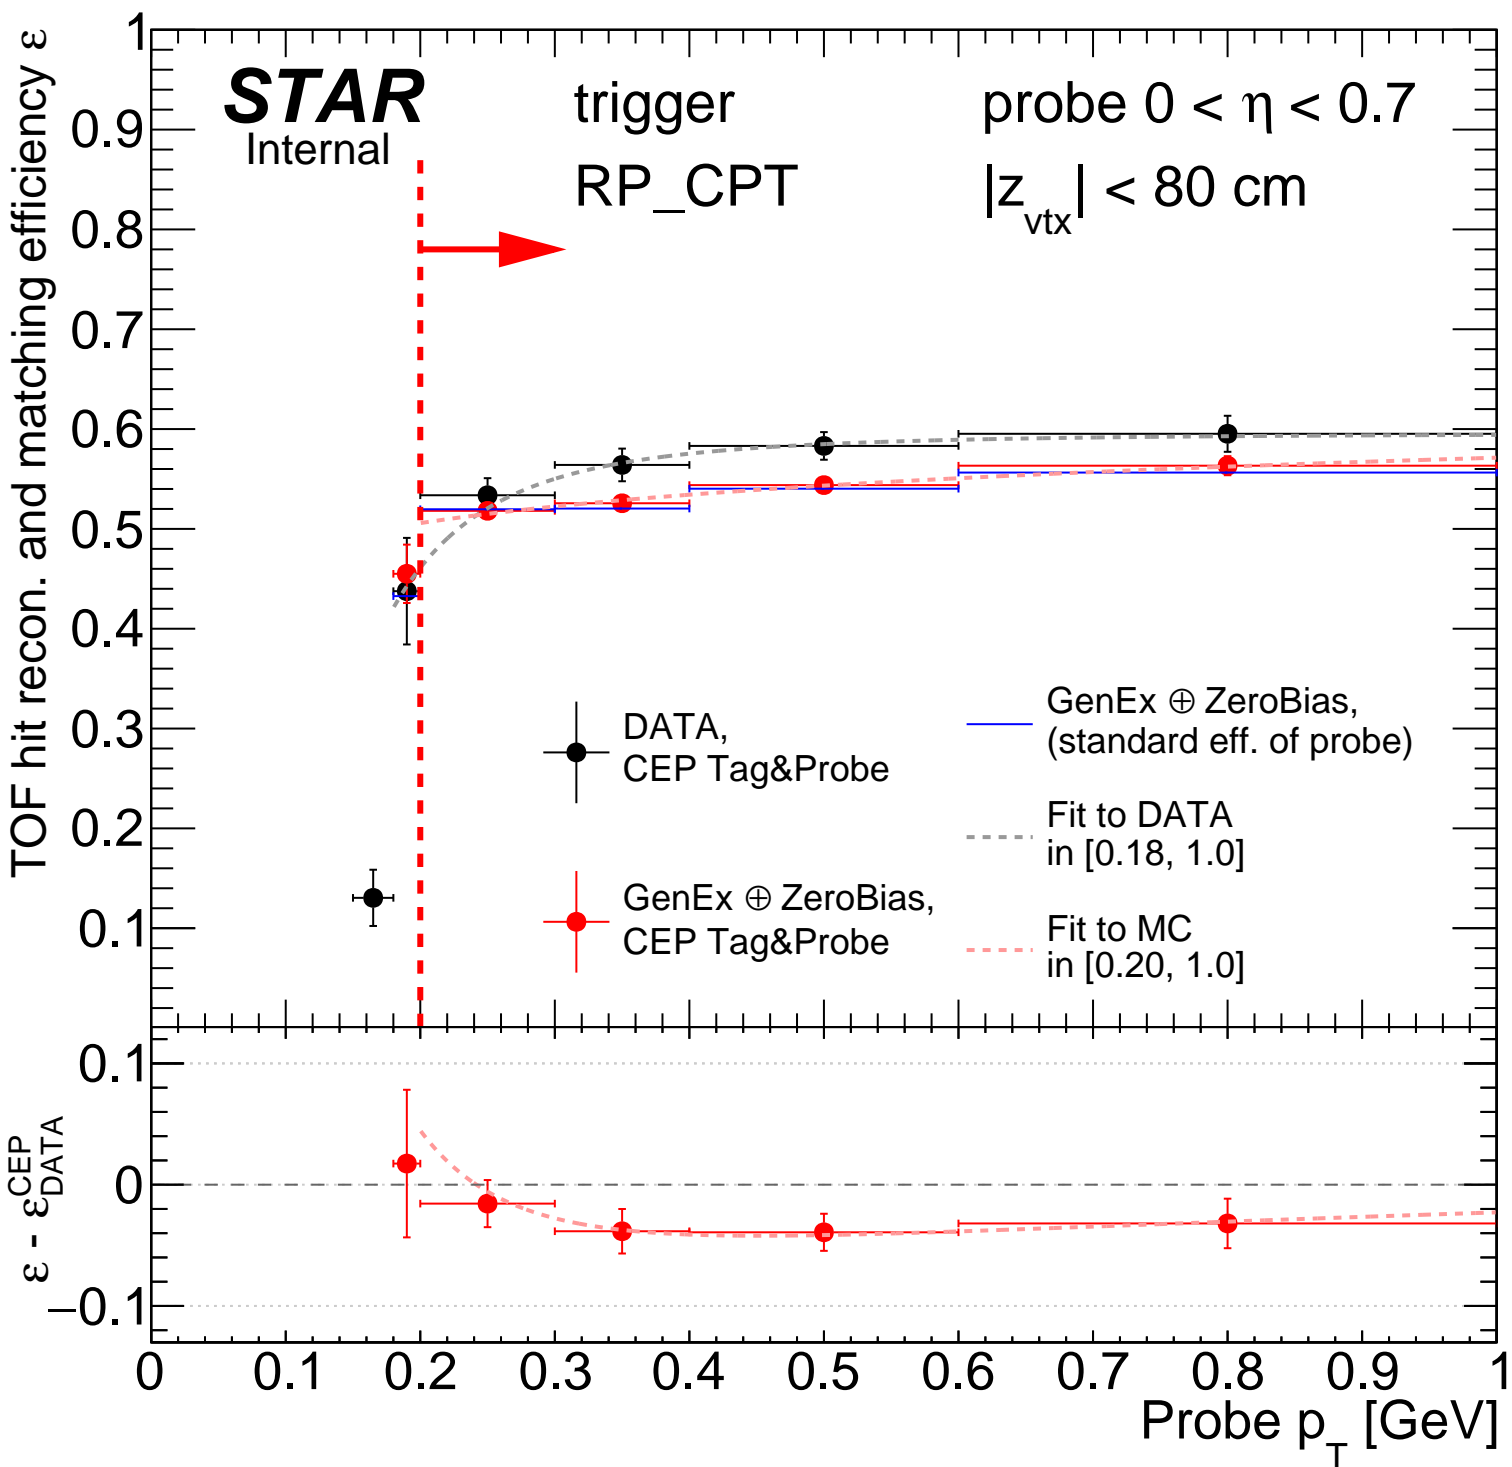 STAR
Internal
trigger
RP_CPT
probe 0 < η < 0.7
|z_vtx| < 80 cm
TOF hit recon. and matching efficiency ε
1
0.9
0.8
0.7
0.6
0.5
0.4
0.3
0.2
0.1
DATA,
CEP Tag&Probe
GenEx ⊕ ZeroBias,
CEP Tag&Probe
GenEx ⊕ ZeroBias,
(standard eff. of probe)
Fit to DATA
in [0.18, 1.0]
Fit to MC
in [0.20, 1.0]
ε - ε_DATA^CEP
0.1
0
−0.1
0 0.1 0.2 0.3 0.4 0.5 0.6 0.7 0.8 0.9 1
Probe p_T [GeV]